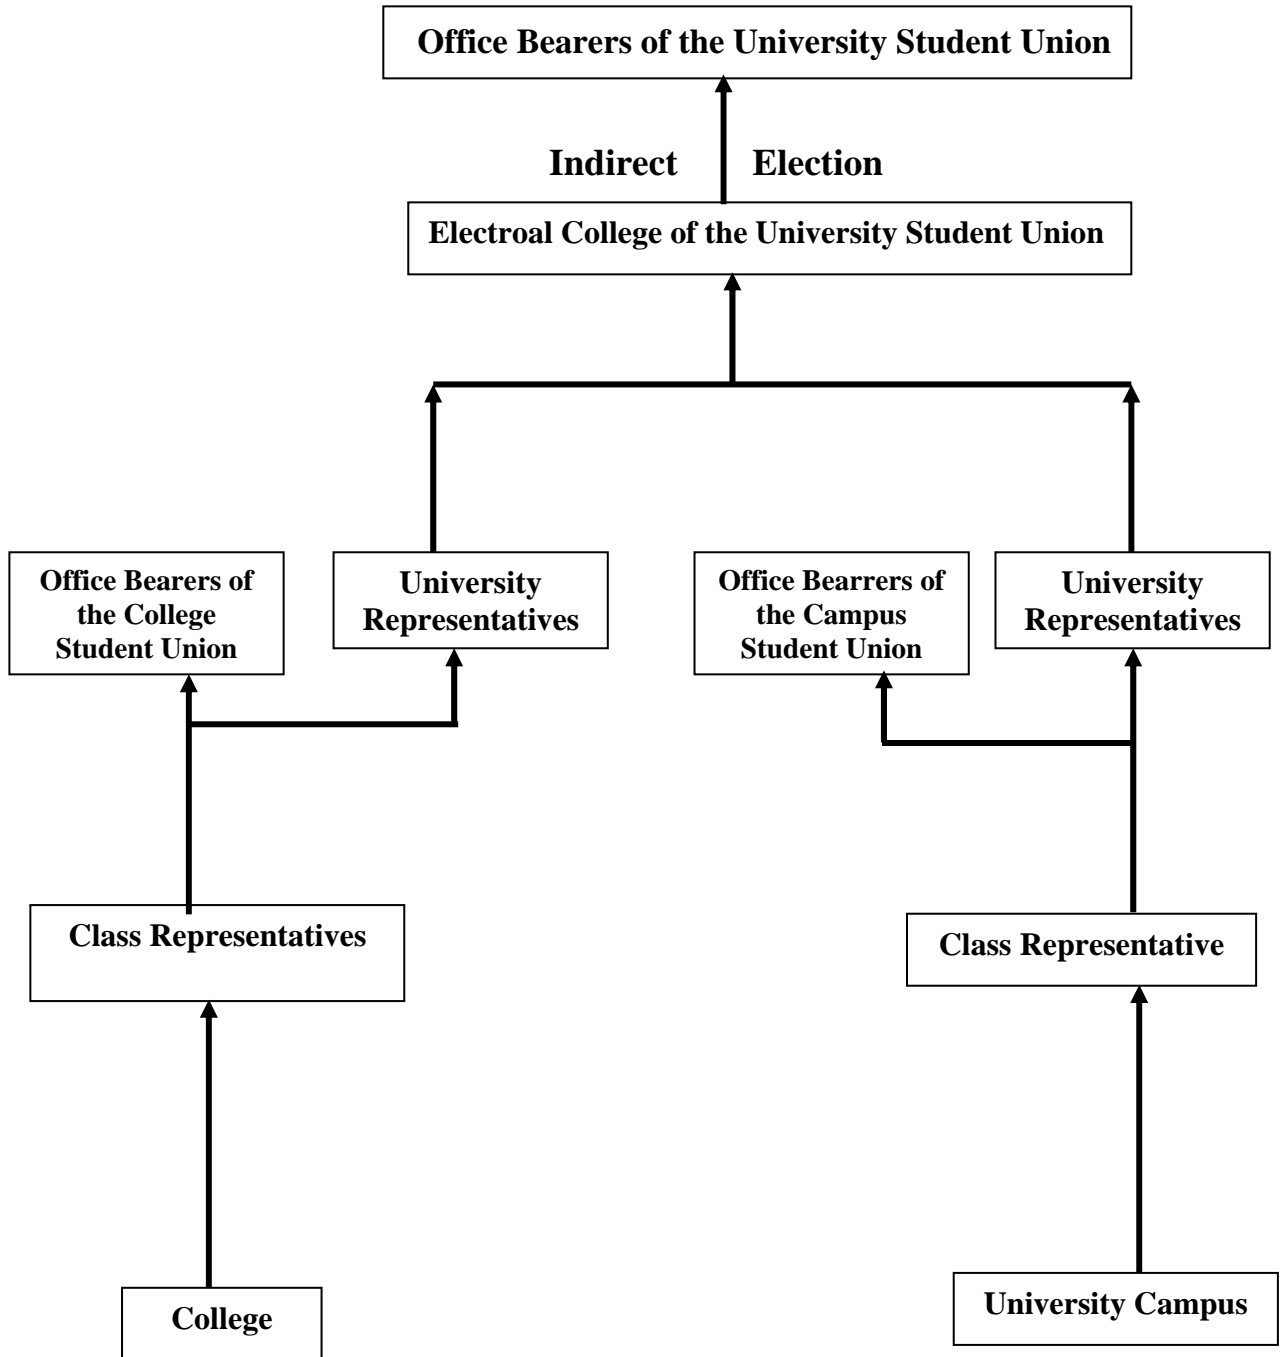 Office Bearers of the University Student Union
Indirect Election
Electroal College of the University Student Union
Office Bearers of
the College
Student Union
University
Representatives
Office Bearrers of
the Campus
Student Union
University
Representatives
Class Representatives
Class Representative
College
University Campus